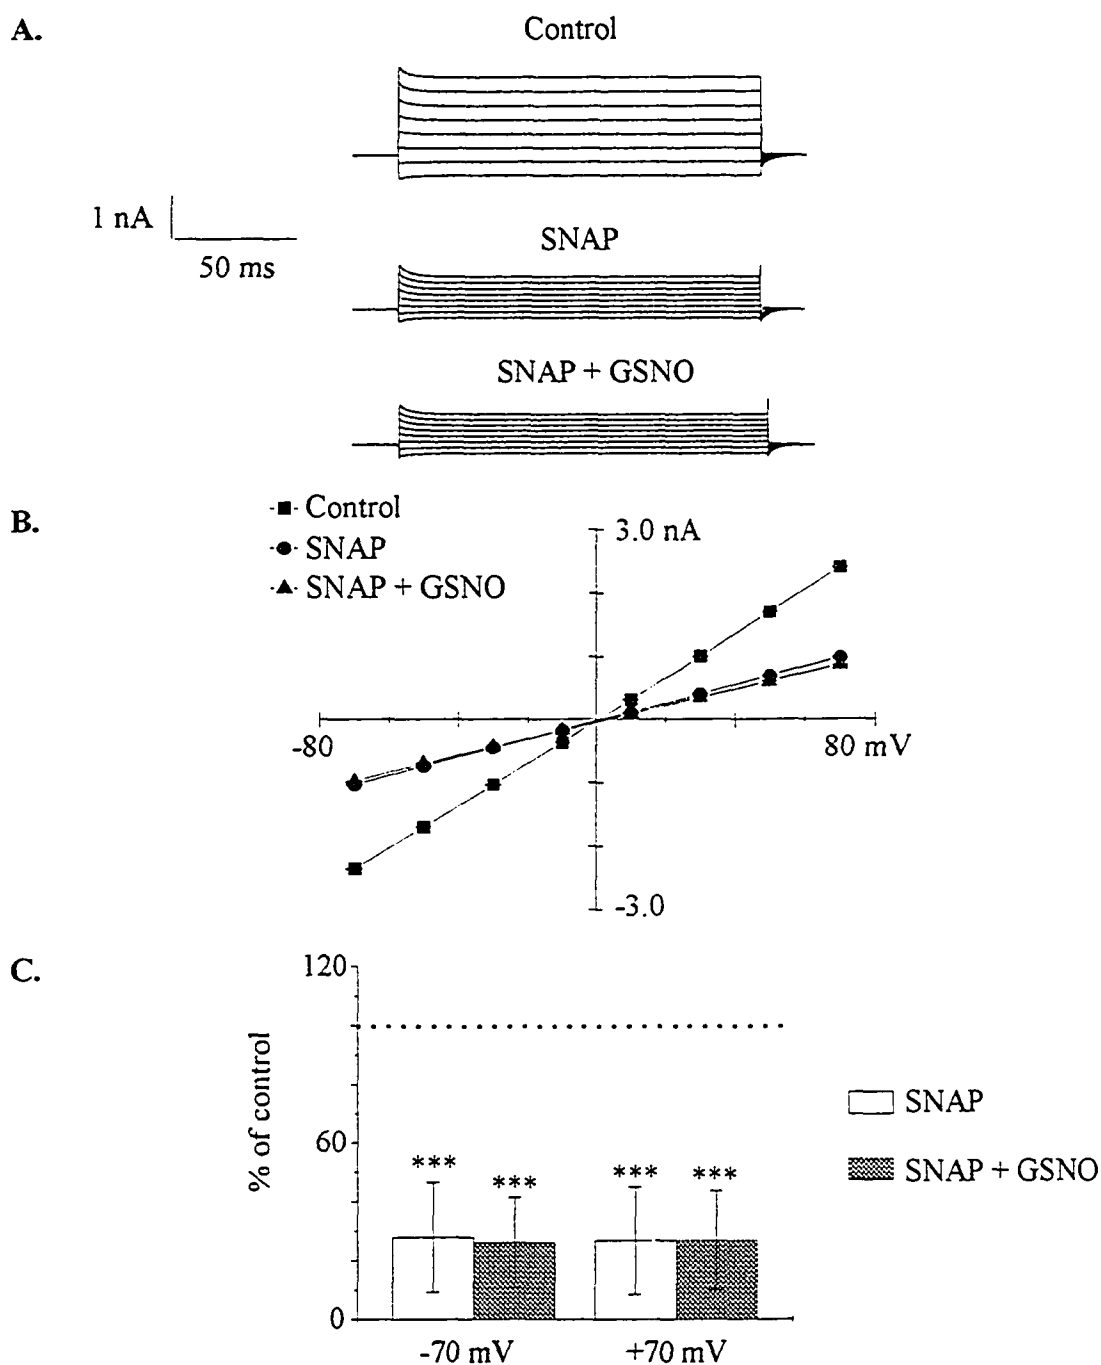 A.
Control
1 nA
50 ms
SNAP
SNAP + GSNO
B.
Control
SNAP
SNAP + GSNO
3.0 nA
-80
80 mV
-3.0
C.
120
60
0
% of control
***
***
***
***
-70 mV
+70 mV
SNAP
SNAP + GSNO